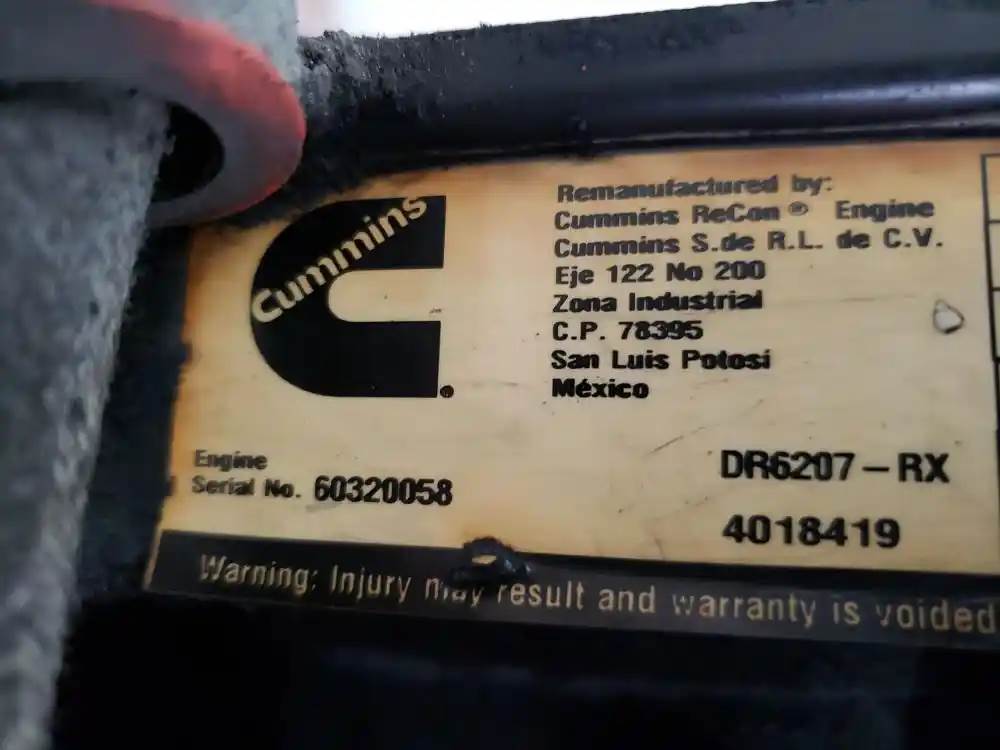 Cummins
®
Remanufactured by:
Cummins ReCon ® Engine
Cummins S.de R.L. de C.V.
Eje 122 No 200
Zona Industrial
C.P. 78395
San Luis Potosí
México
Engine
Serial No. 60320058
DR6207-RX
4018419
Warning: Injury may result and warranty is voided